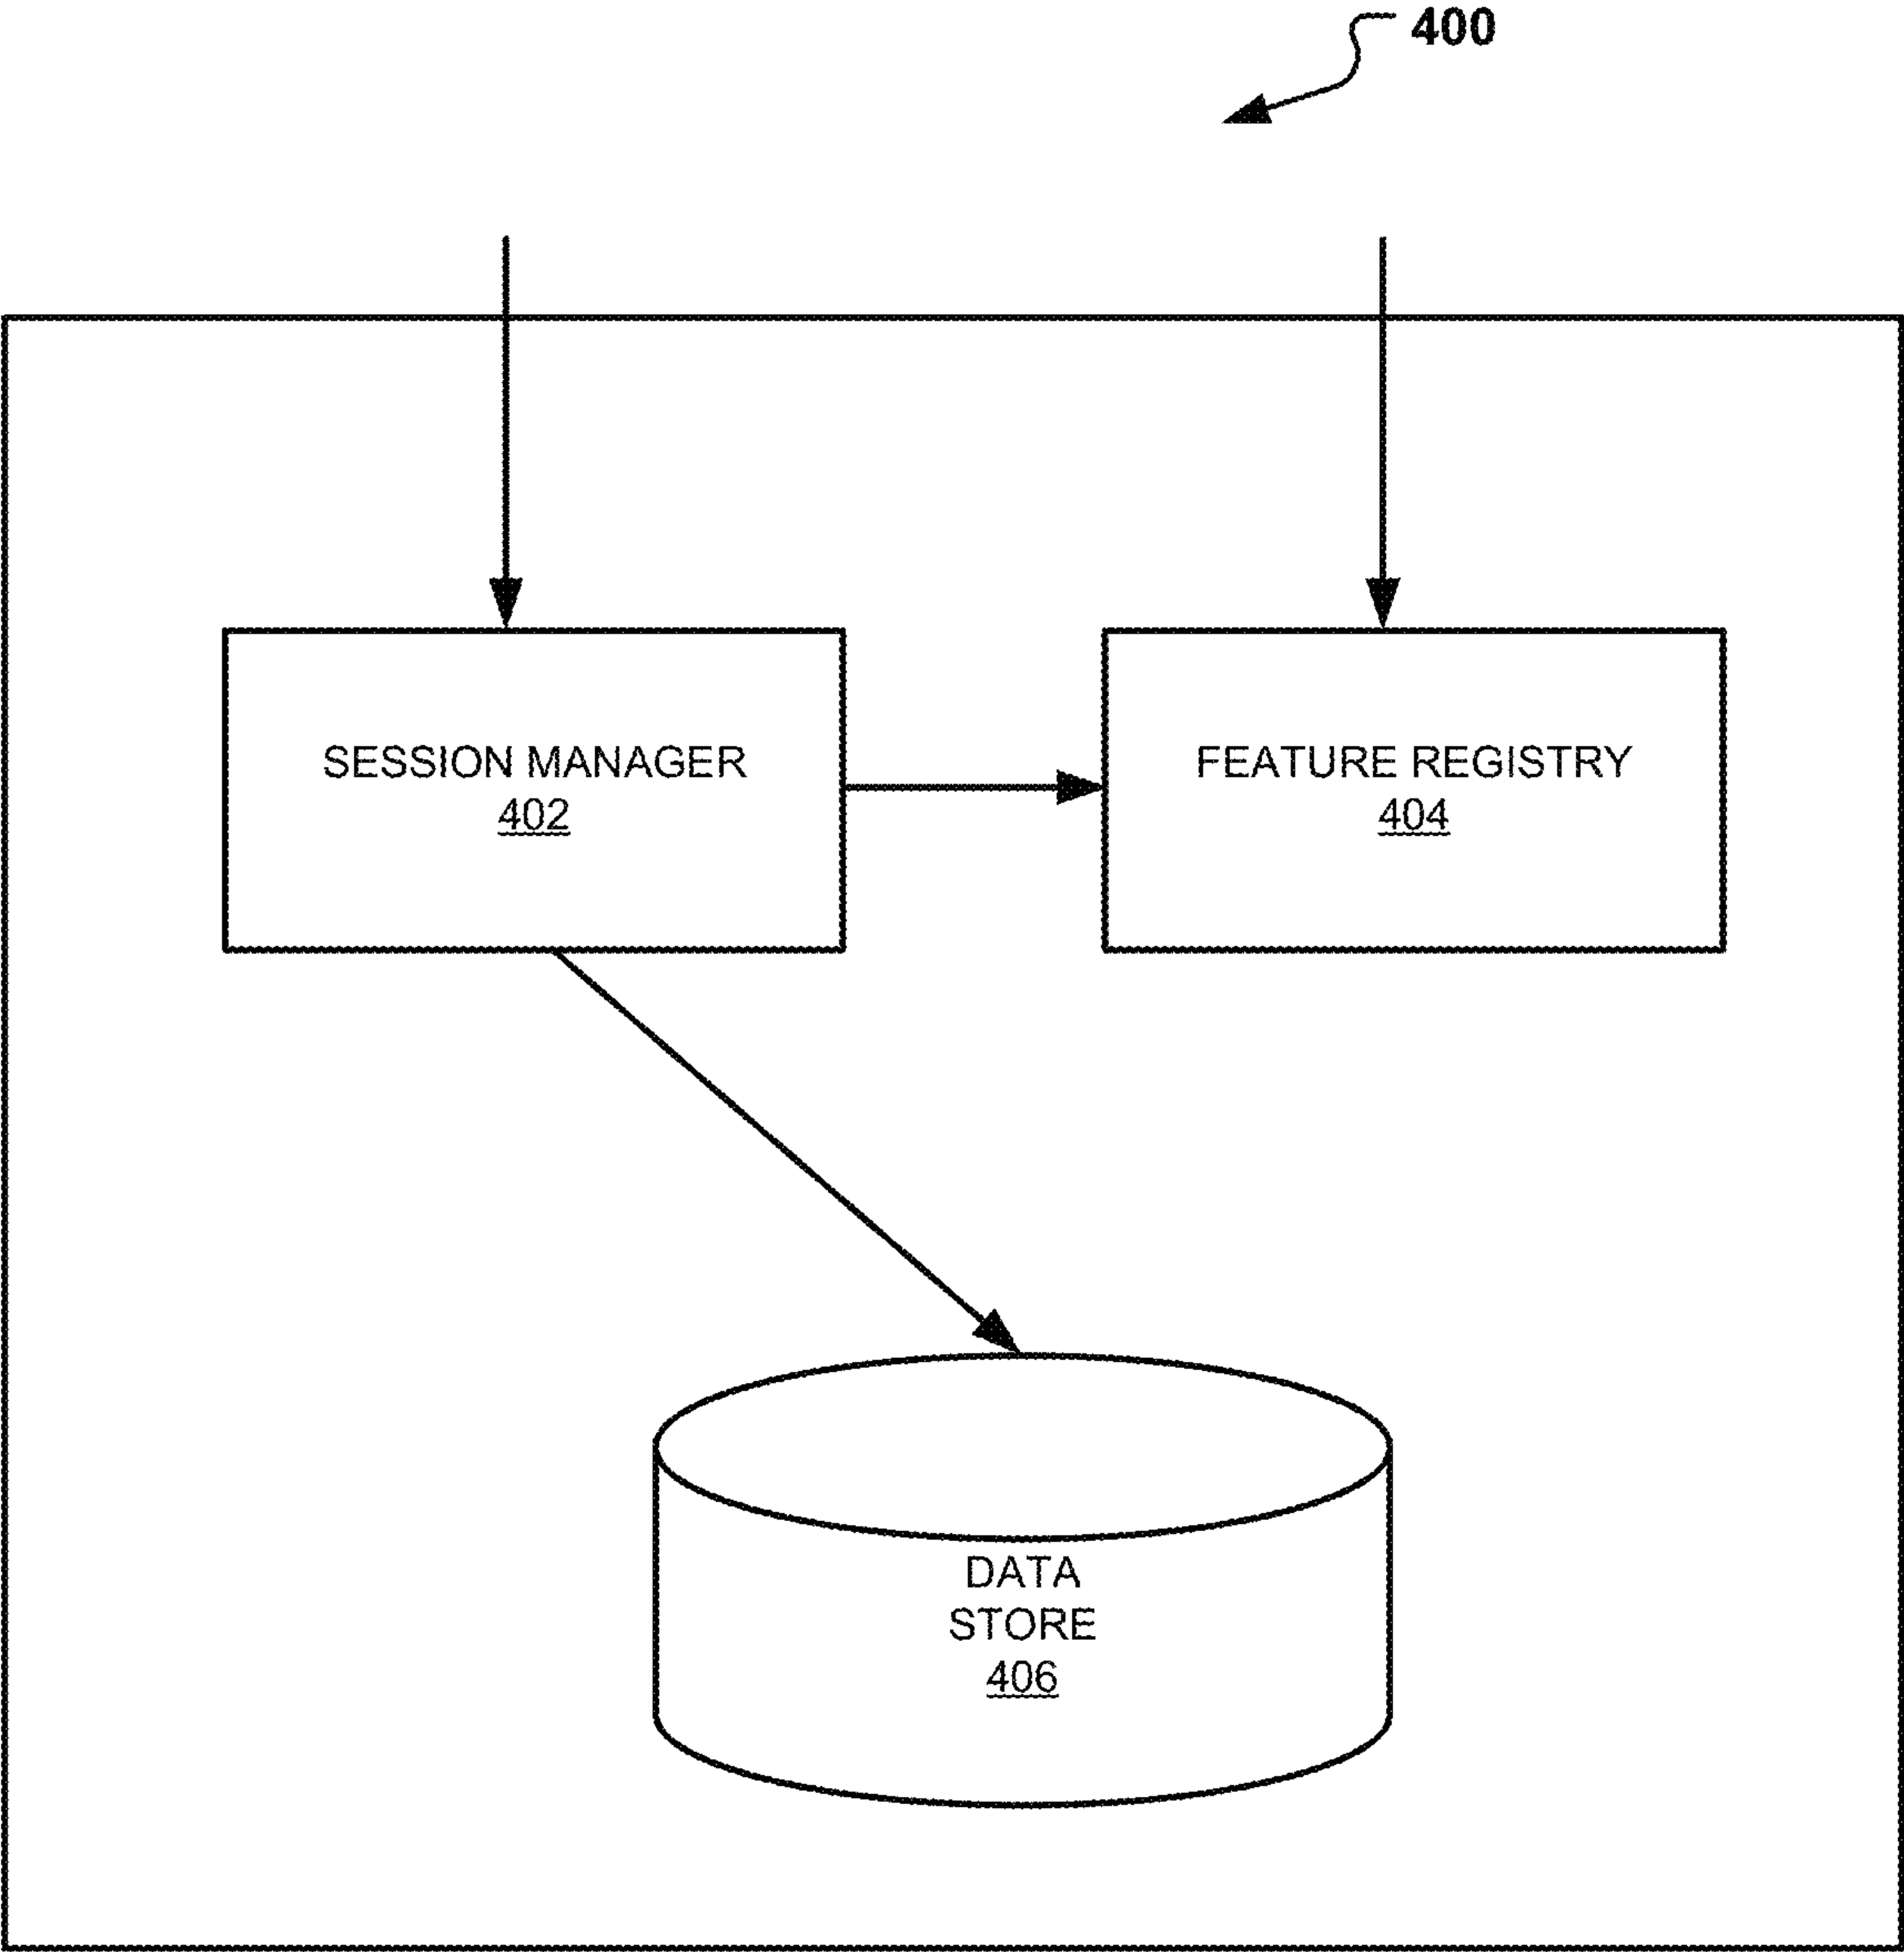 400
SESSION MANAGER
402
FEATURE REGISTRY
404
DATA
STORE
406